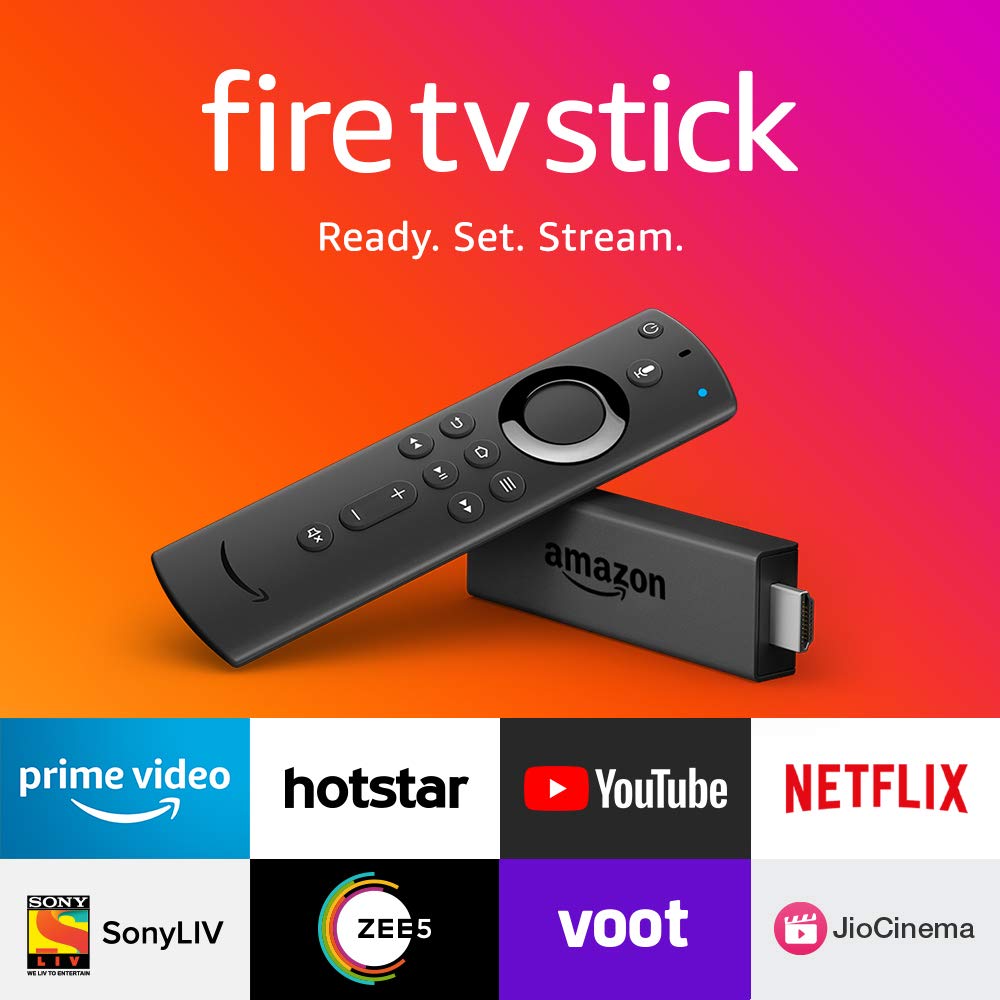 fire tv stick
Ready. Set. Stream.
amazon
prime video
hotstar
YouTube
NETFLIX
SONY
LIV
WE LIV TO ENTERTAIN
SonyLIV
ZEE5
voot
JioCinema